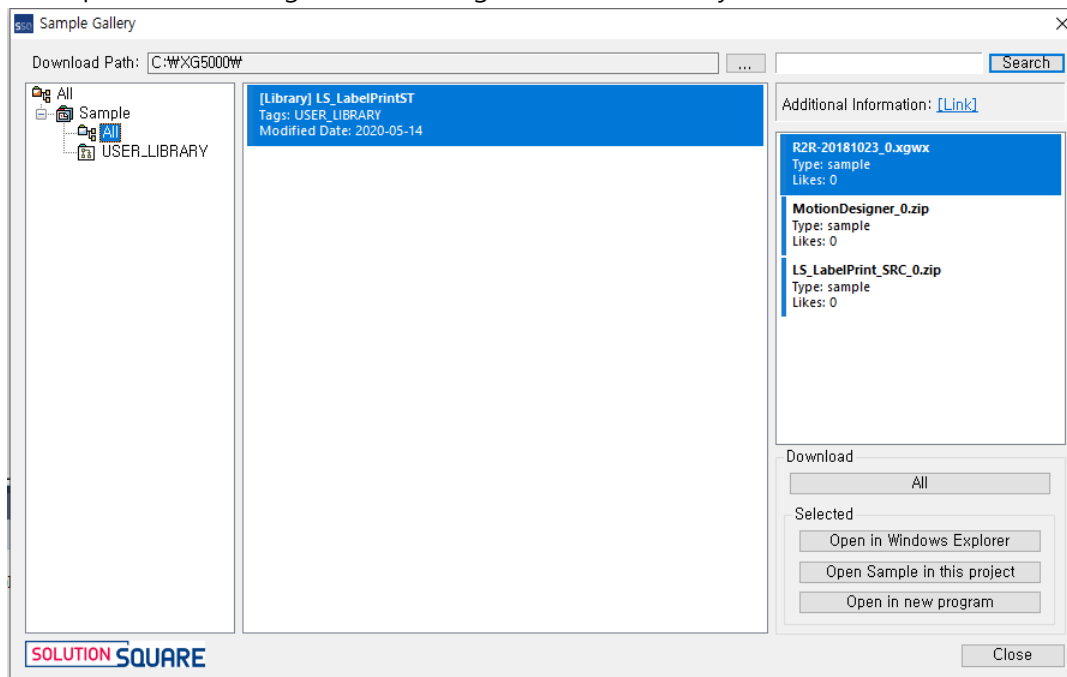 Sample Gallery
Download Path: C:₩XG5000₩
...
Search
All
Sample
All
USER_LIBRARY
[Library] LS_LabelPrintST
Tags: USER_LIBRARY
Modified Date: 2020-05-14
Additional Information: [Link]
R2R-20181023_0.xgwx
Type: sample
Likes: 0
MotionDesigner_0.zip
Type: sample
Likes: 0
LS_LabelPrint_SRC_0.zip
Type: sample
Likes: 0
Download
All
Selected
Open in Windows Explorer
Open Sample in this project
Open in new program
SOLUTION SQUARE
Close